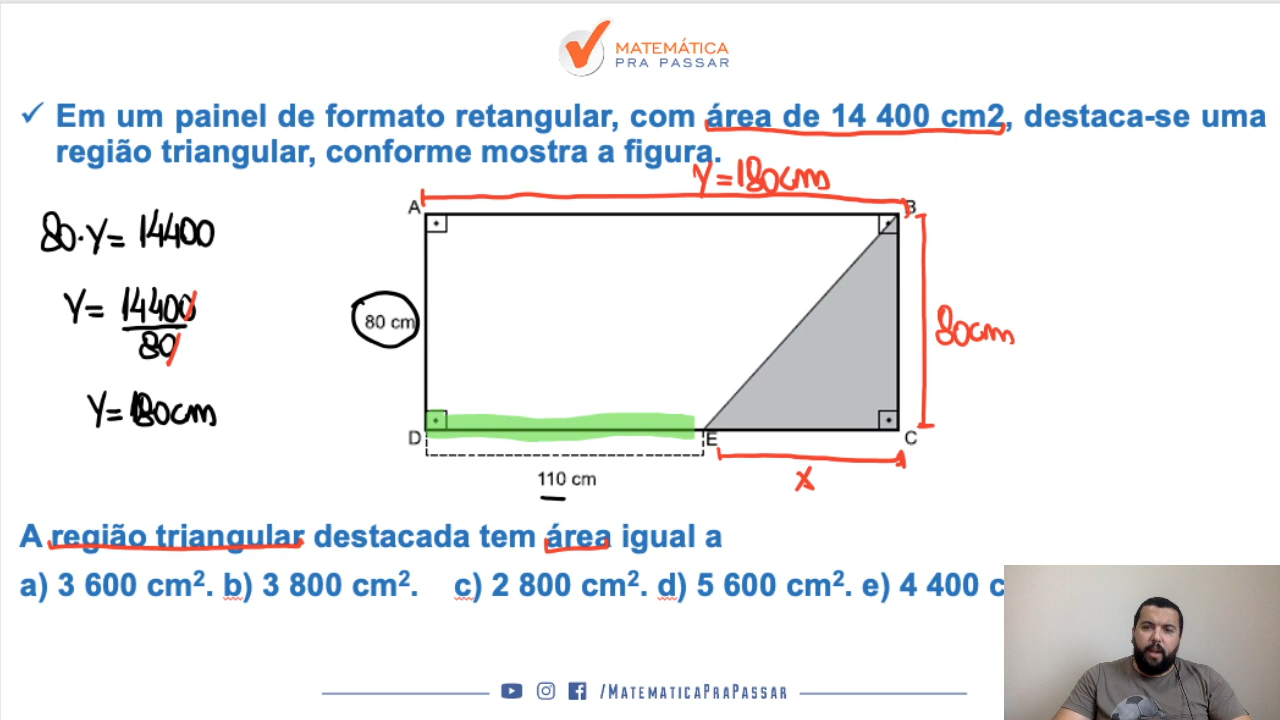 MATEMÁTICA
PRA PASSAR
✓ Em um painel de formato retangular, com área de 14 400 cm2, destaca-se uma
região triangular, conforme mostra a figura.
Y=180cm
A
B
80·Y= 14400
Y= 14400
80
80 cm
80cm
Y=180cm
D
E
C
110 cm
x
A região triangular destacada tem área igual a
a) 3 600 cm². b) 3 800 cm². c) 2 800 cm². d) 5 600 cm². e) 4 400 c
/MATEMATICAPRAPASSAR